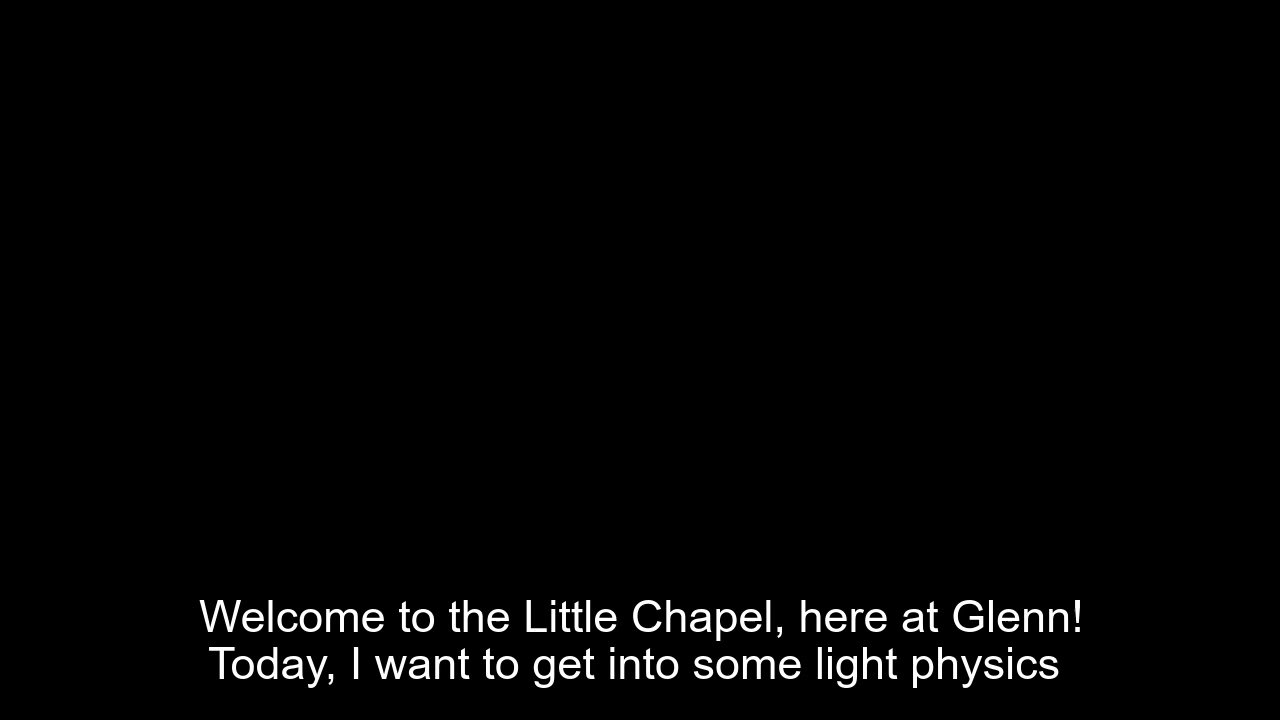 Welcome to the Little Chapel, here at Glenn!
Today, I want to get into some light physics